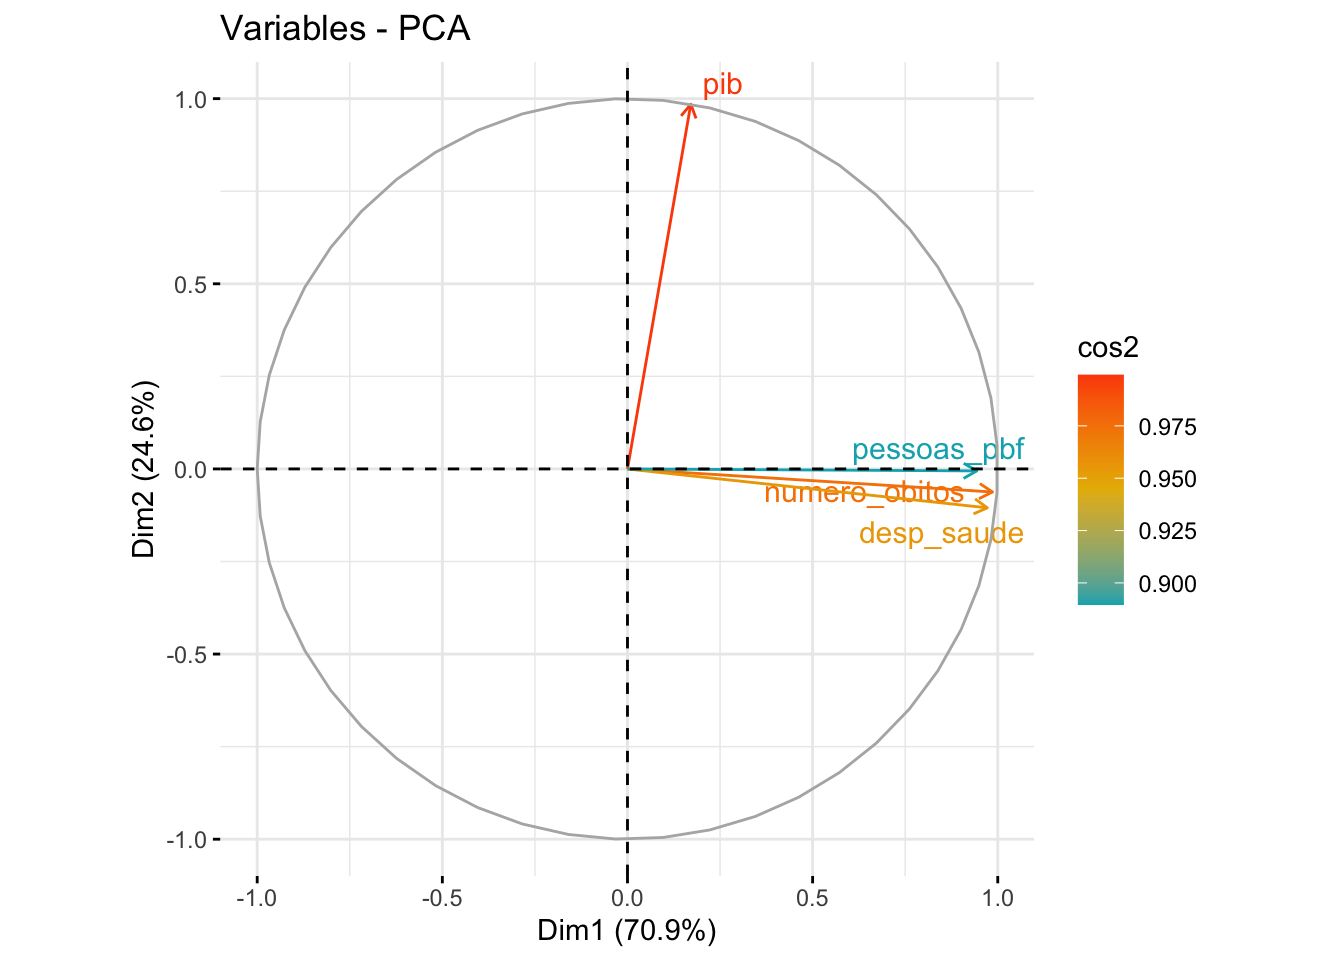 Variables - PCA
pib
1.0
0.5
0.0
-0.5
-1.0
Dim2 (24.6%)
pessoas_pbf
numero_obitos
desp_saude
-1.0
-0.5
0.0
0.5
1.0
Dim1 (70.9%)
cos2
0.975
0.950
0.925
0.900